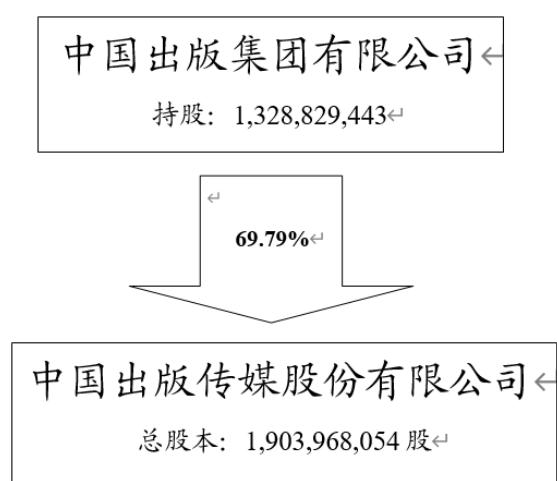 中国出版集团有限公司
持股：1,328,829,443
69.79%
中国出版传媒股份有限公司
总股本：1,903,968,054 股